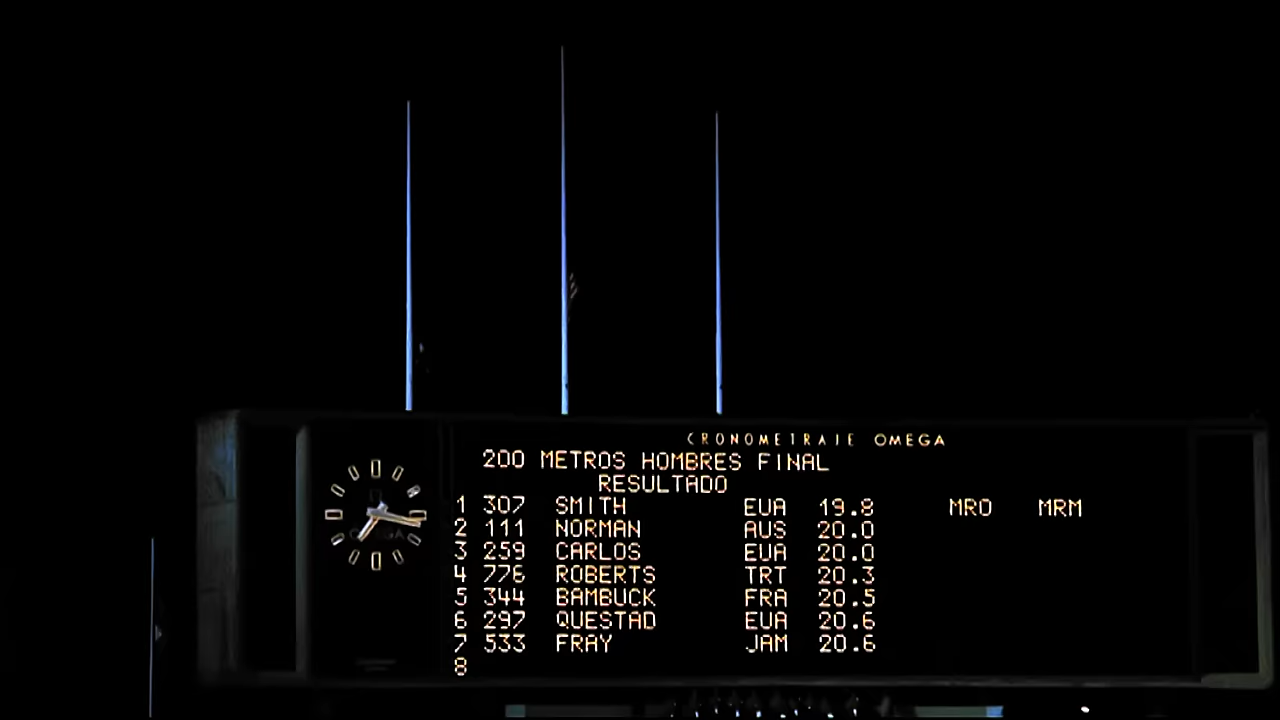 CRONOMETRAJE OMEGA
200 METROS HOMBRES FINAL
RESULTADO
1 307 SMITH EUA 19.8 MRO MRM
2 111 NORMAN AUS 20.0
3 259 CARLOS EUA 20.0
4 776 ROBERTS TRT 20.3
5 344 BAMBUCK FRA 20.5
6 297 QUESTAD EUA 20.6
7 533 FRAY JAM 20.6
8
OMEGA